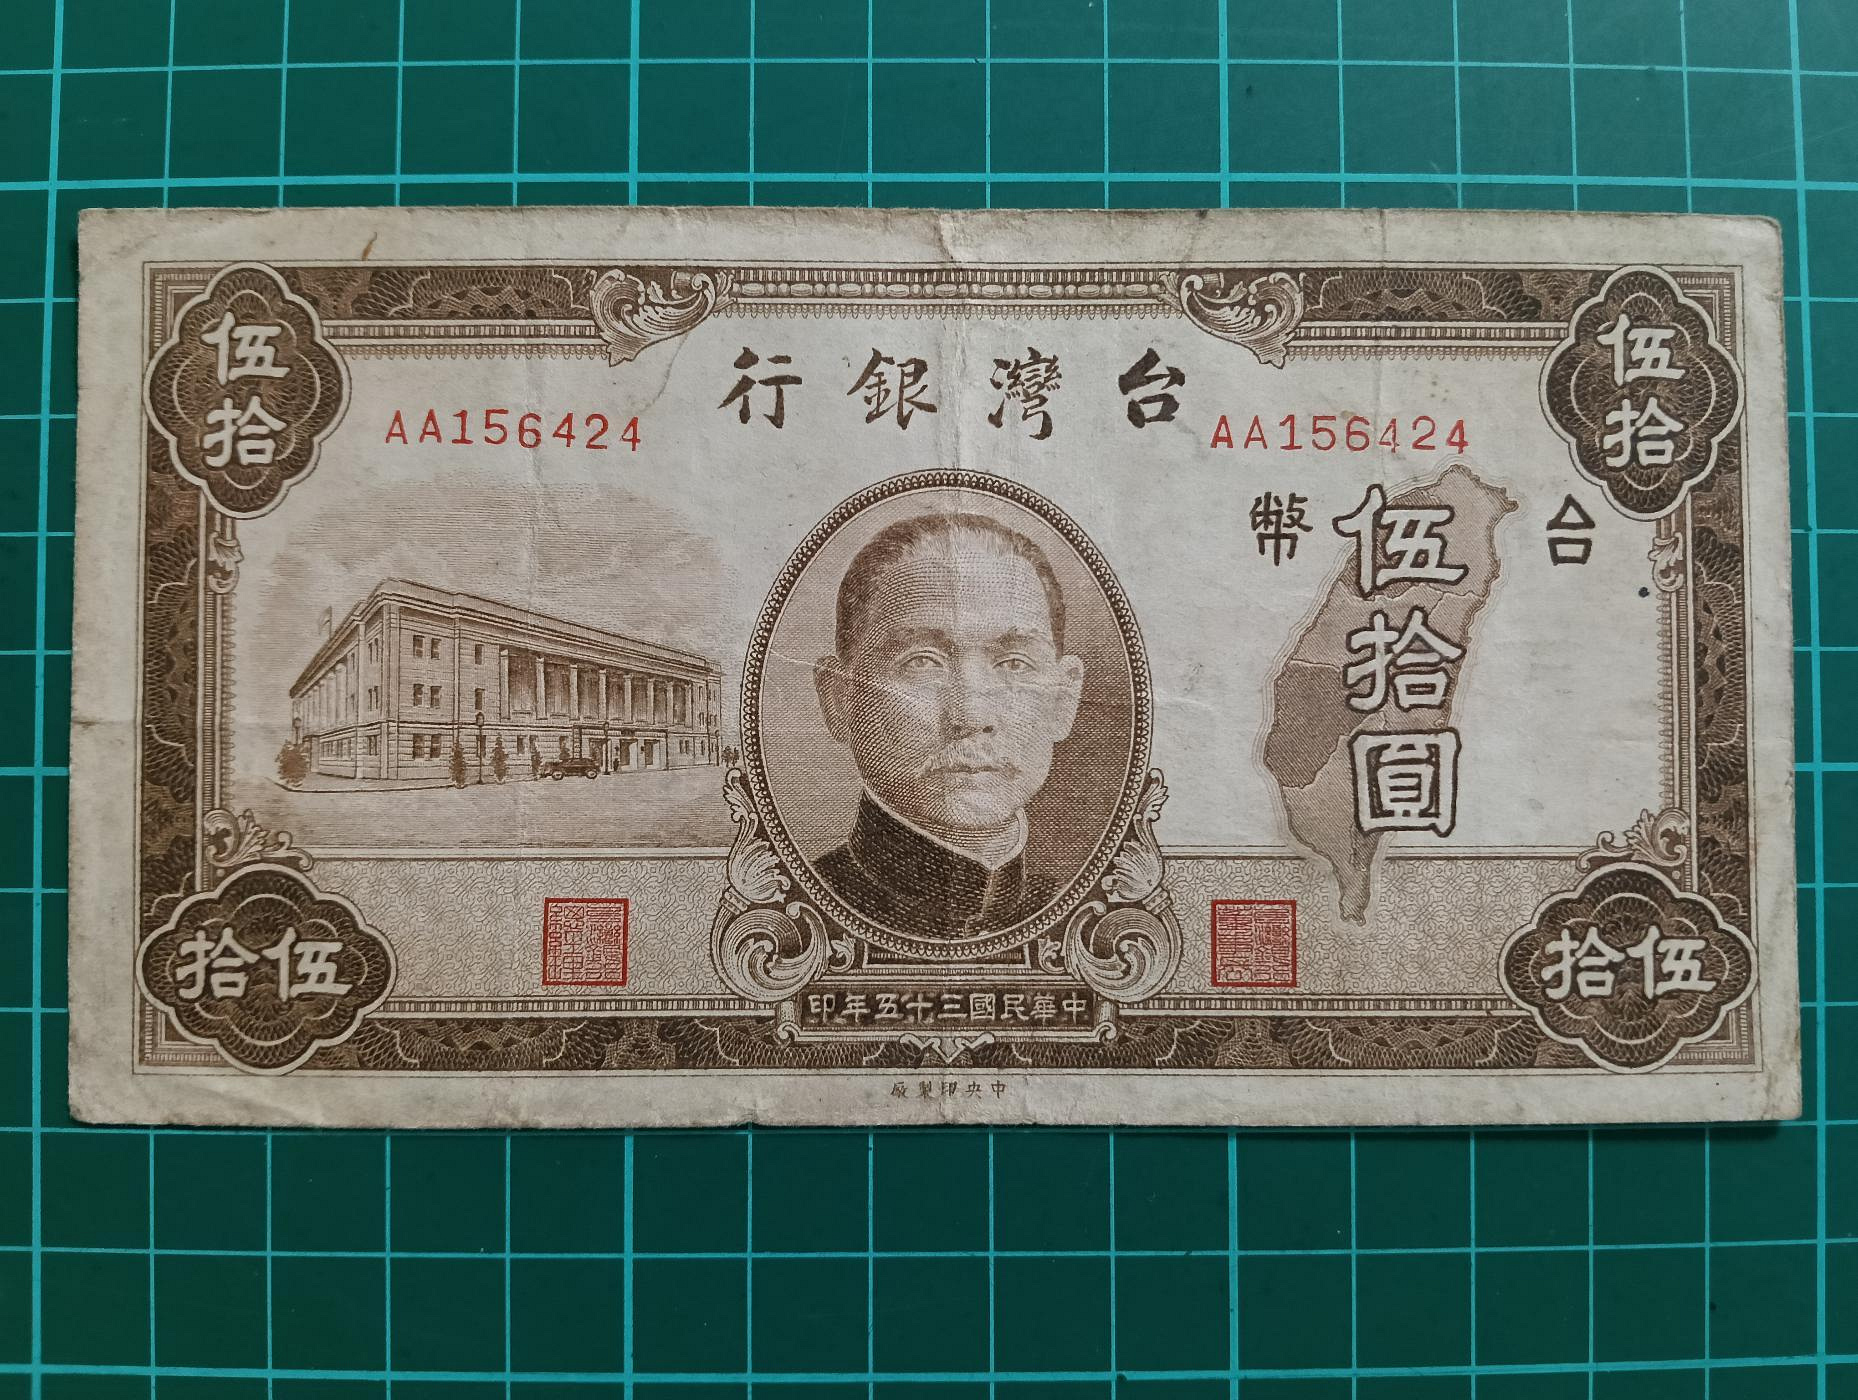 台灣銀行
伍拾
伍拾
AA156424
AA156424
台幣
伍拾圓
伍拾
伍拾
中華民國三十五年印
中央印製廠